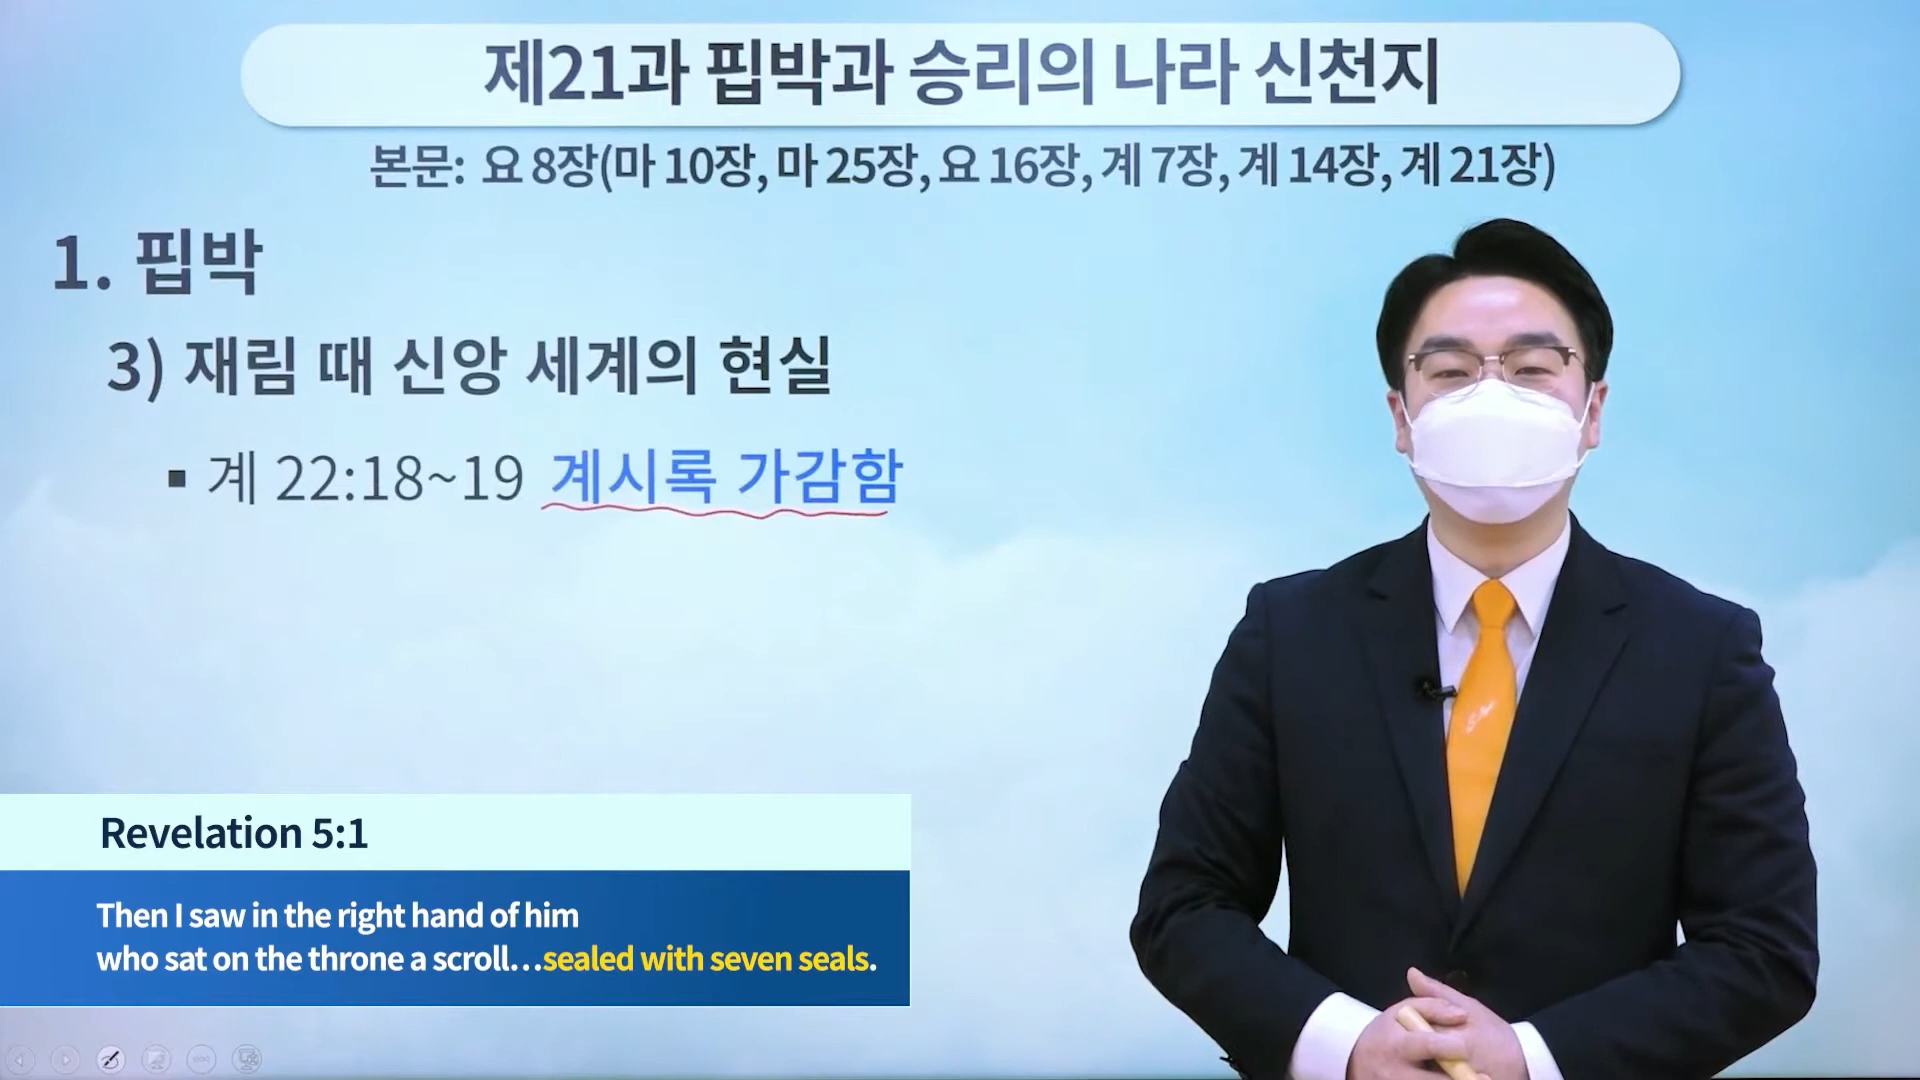 제21과 핍박과 승리의 나라 신천지
본문: 요 8장(마 10장, 마 25장, 요 16장, 계 7장, 계 14장, 계 21장)
1. 핍박
3) 재림 때 신앙 세계의 현실
▪ 계 22:18~19 계시록 가감함
Revelation 5:1
Then I saw in the right hand of him
who sat on the throne a scroll…sealed with seven seals.